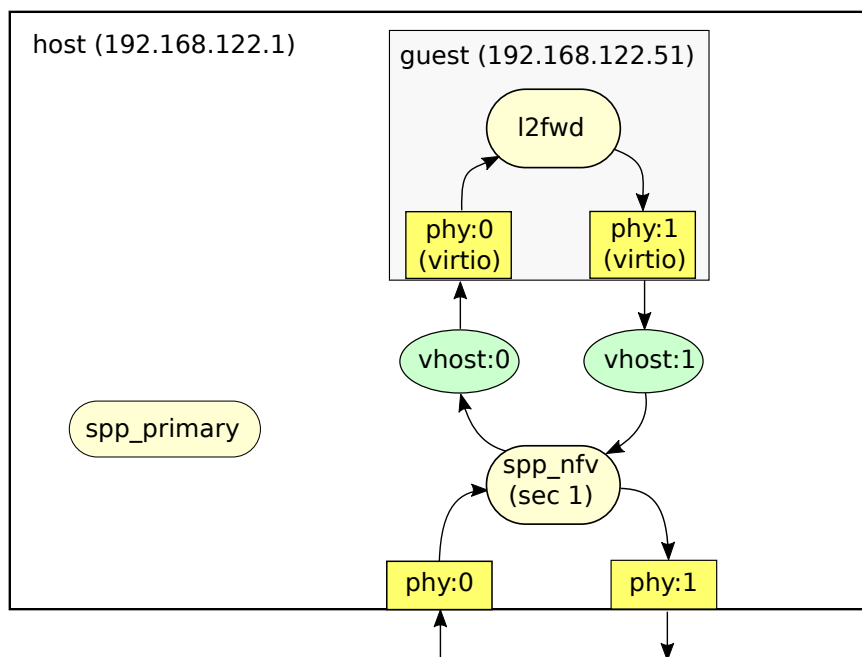 host (192.168.122.1)
guest (192.168.122.51)
l2fwd
phy:0
(virtio)
phy:1
(virtio)
vhost:0
vhost:1
spp_primary
spp_nfv
(sec 1)
phy:0
phy:1